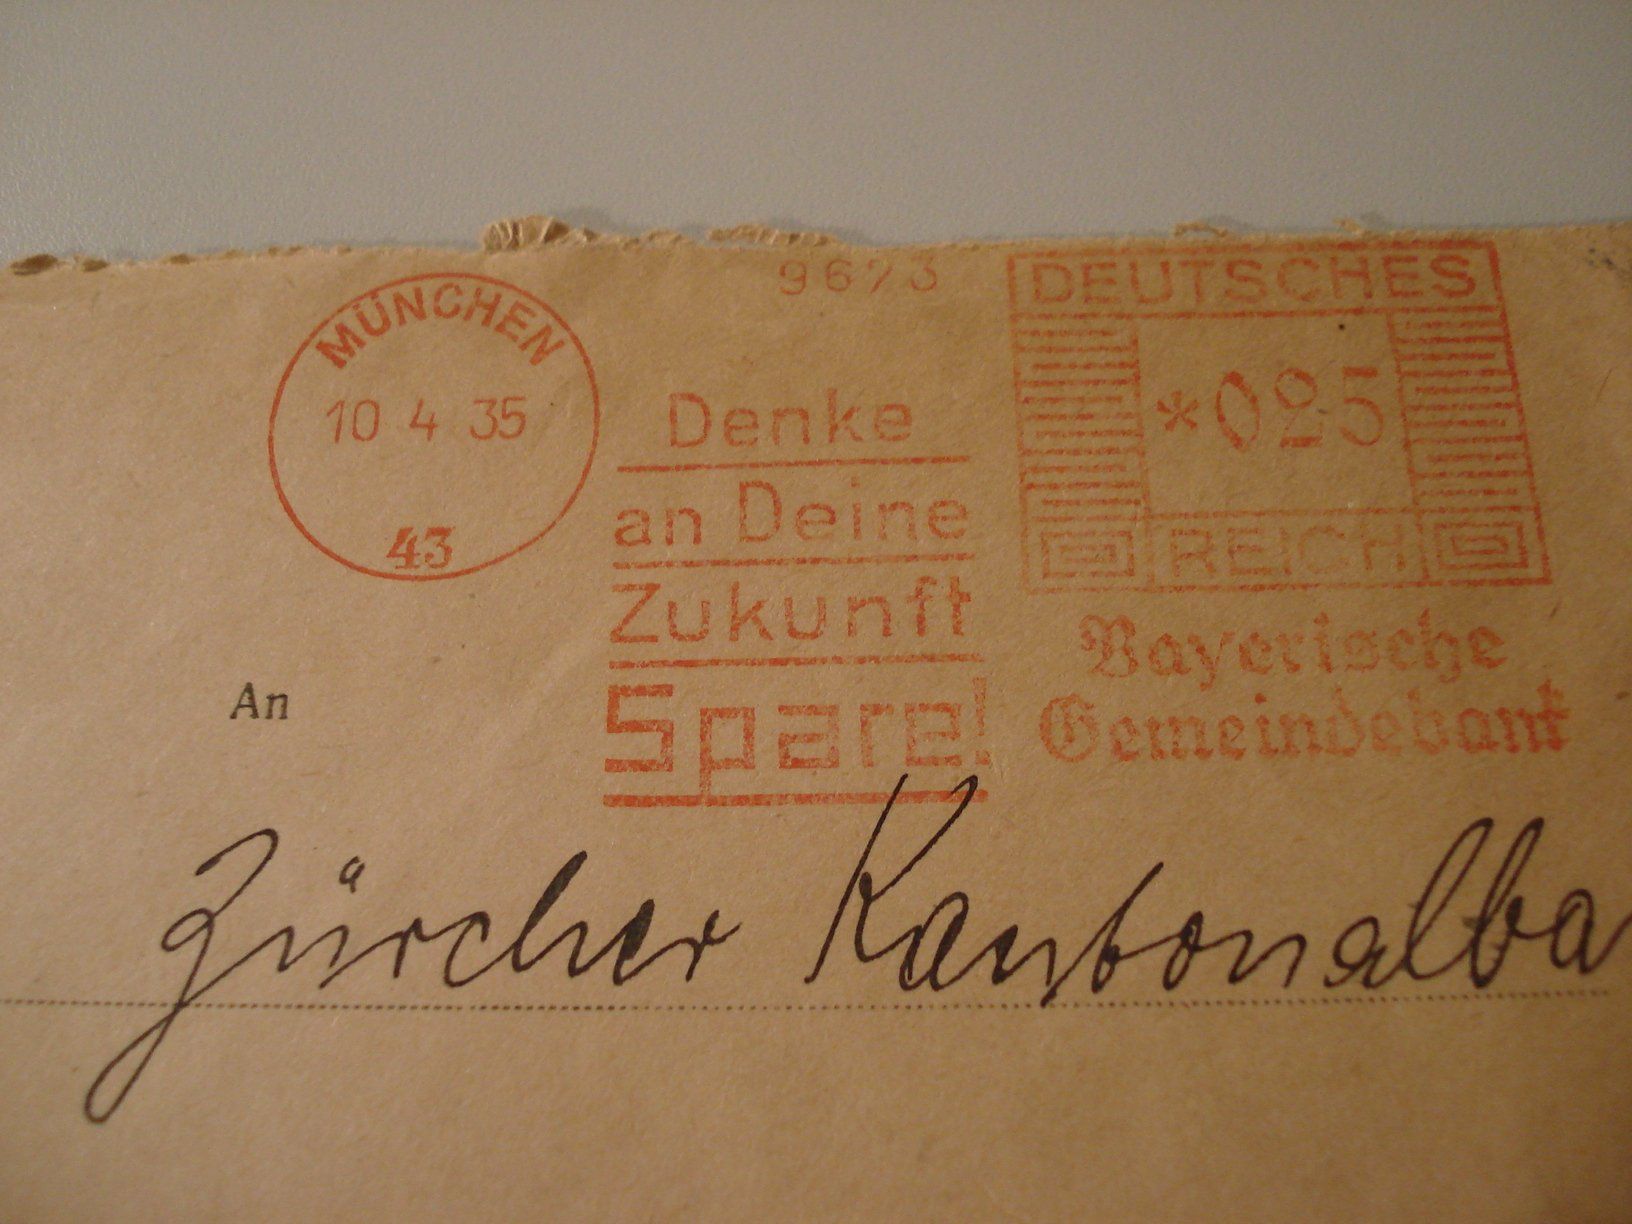 9673
MÜNCHEN
10 4 35
43
Denke
an Deine
Zukunft
Spare!
DEUTSCHES
*025
REICH
Bayerische
Gemeindebank
An
Zürcher Kantonalba